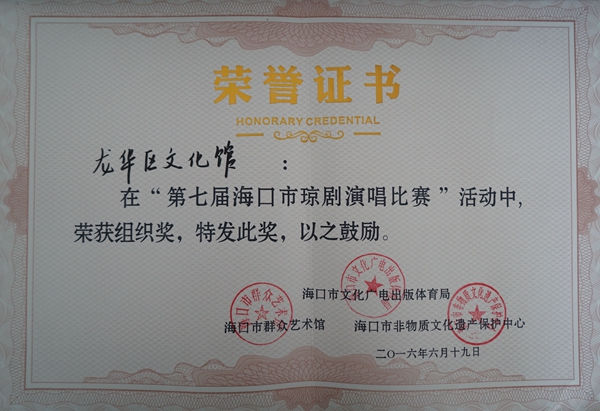 荣誉证书
HONORARY CREDENTIAL
龙华区文化馆 :
在“第七届海口市琼剧演唱比赛”活动中,
荣获组织奖，特发此奖，以之鼓励。
海口市文化广电出版体育局
海口市群众艺术馆 海口市非物质文化遗产保护中心
二〇一六年六月十九日